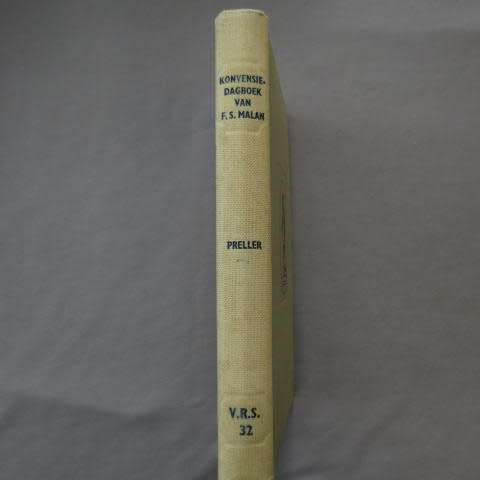 KONVENSIE-
DAGBOEK
VAN
F. S. MALAN
PRELLER
V.R.S.
32